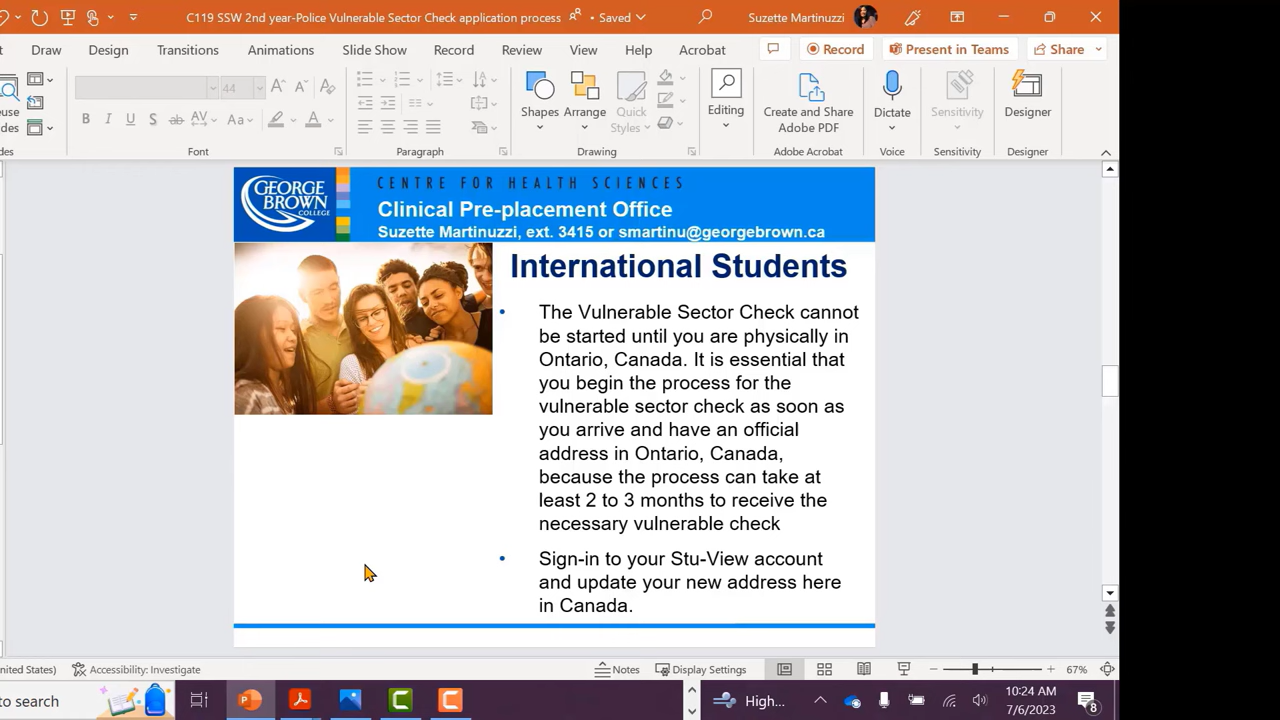 C119 SSW 2nd year-Police Vulnerable Sector Check application process
Saved
Suzette Martinuzzi
Draw
Design
Transitions
Animations
Slide Show
Record
Review
View
Help
Acrobat
Record
Present in Teams
Share
44
Shapes
Arrange
Quick
Styles
Editing
Create and Share
Adobe PDF
Dictate
Sensitivity
Designer
Font
Paragraph
Drawing
Adobe Acrobat
Voice
Sensitivity
Designer
GEORGE
BROWN
COLLEGE
CENTRE FOR HEALTH SCIENCES
Clinical Pre-placement Office
Suzette Martinuzzi, ext. 3415 or smartinu@georgebrown.ca
International Students
• The Vulnerable Sector Check cannot
be started until you are physically in
Ontario, Canada. It is essential that
you begin the process for the
vulnerable sector check as soon as
you arrive and have an official
address in Ontario, Canada,
because the process can take at
least 2 to 3 months to receive the
necessary vulnerable check
• Sign-in to your Stu-View account
and update your new address here
in Canada.
nited States)
Accessibility: Investigate
Notes
Display Settings
67%
to search
High...
10:24 AM
7/6/2023
8